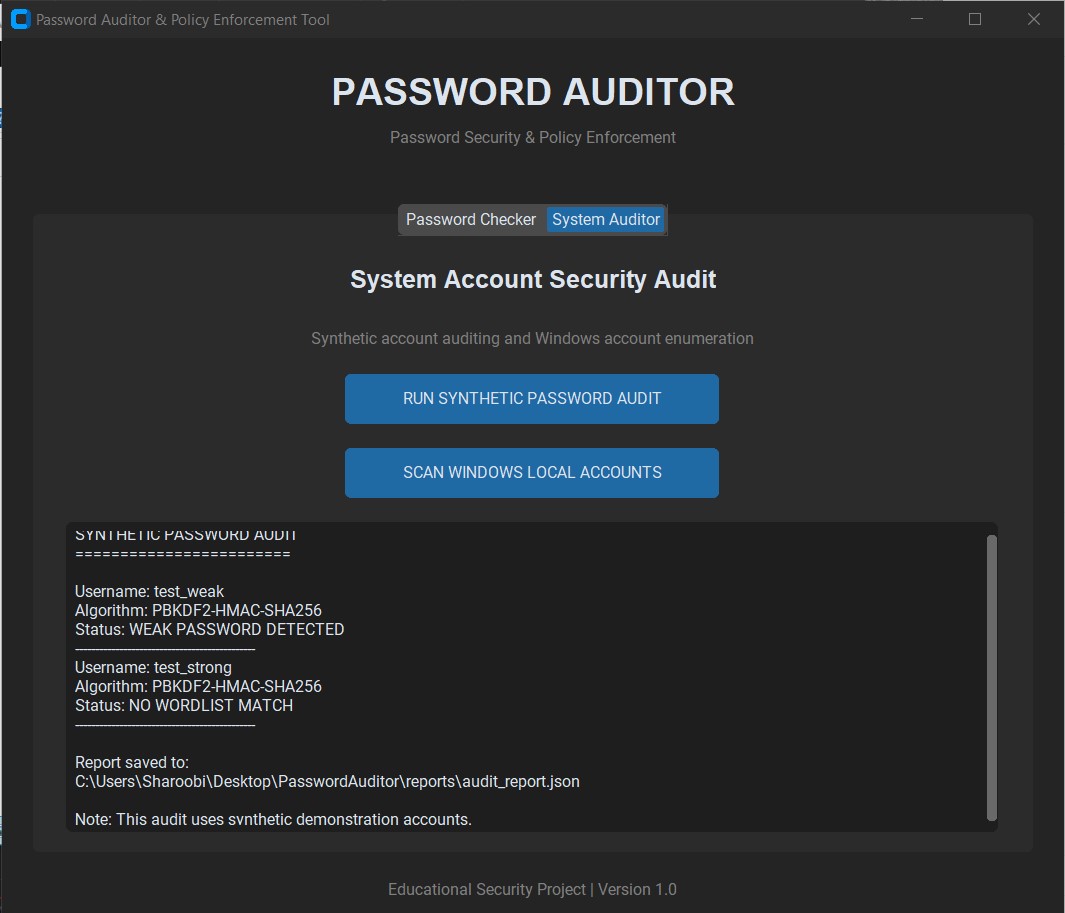 Password Auditor & Policy Enforcement Tool
PASSWORD AUDITOR
Password Security & Policy Enforcement
Password Checker System Auditor
System Account Security Audit
Synthetic account auditing and Windows account enumeration
RUN SYNTHETIC PASSWORD AUDIT
SCAN WINDOWS LOCAL ACCOUNTS
SYNTHETIC PASSWORD AUDIT
========================
Username: test_weak
Algorithm: PBKDF2-HMAC-SHA256
Status: WEAK PASSWORD DETECTED
----------------------------------------
Username: test_strong
Algorithm: PBKDF2-HMAC-SHA256
Status: NO WORDLIST MATCH
----------------------------------------
Report saved to:
C:\Users\Sharoobi\Desktop\PasswordAuditor\reports\audit_report.json
Note: This audit uses synthetic demonstration accounts.
Educational Security Project | Version 1.0